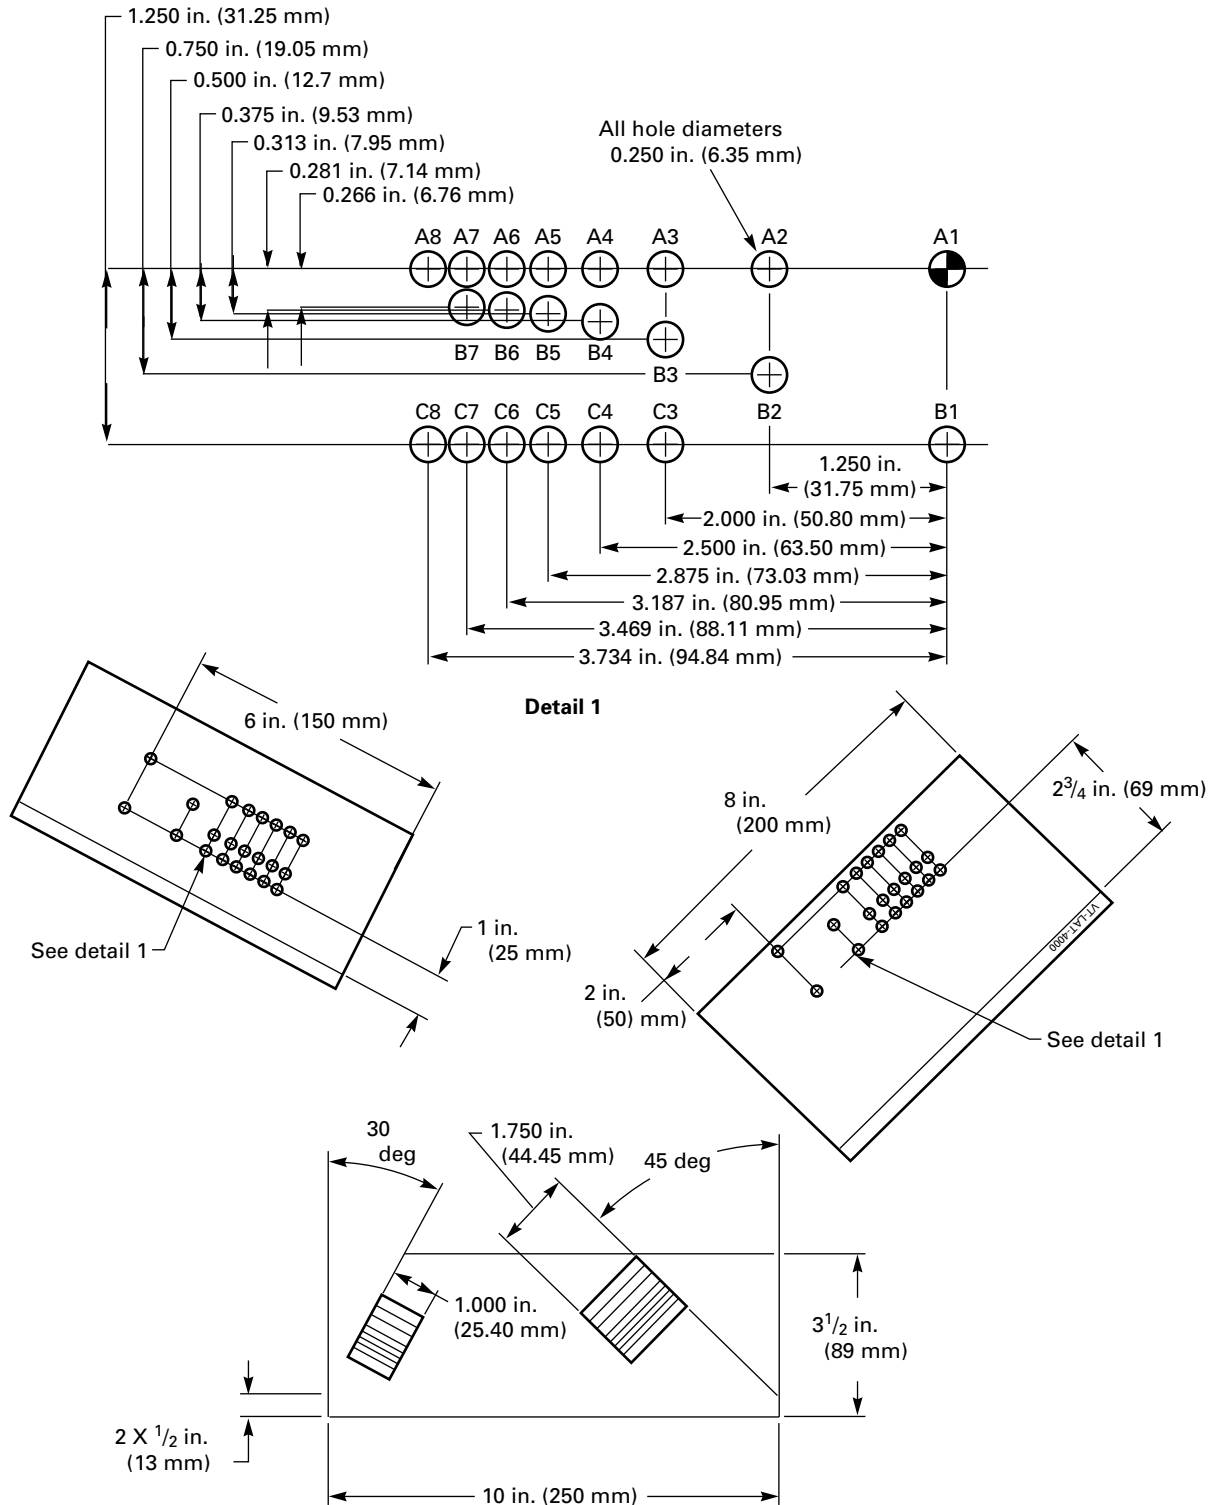 1.250 in. (31.25 mm)
0.750 in. (19.05 mm)
0.500 in. (12.7 mm)
0.375 in. (9.53 mm)
0.313 in. (7.95 mm)
0.281 in. (7.14 mm)
0.266 in. (6.76 mm)
All hole diameters
0.250 in. (6.35 mm)
A8 A7 A6 A5 A4 A3 A2 A1
B7 B6 B5 B4 B3 B2 B1
C8 C7 C6 C5 C4 C3
1.250 in.
(31.75 mm)
2.000 in. (50.80 mm)
2.500 in. (63.50 mm)
2.875 in. (73.03 mm)
3.187 in. (80.95 mm)
3.469 in. (88.11 mm)
3.734 in. (94.84 mm)
Detail 1
6 in. (150 mm)
See detail 1
1 in.
(25 mm)
8 in.
(200 mm)
2 3/4 in. (69 mm)
2 in.
(50) mm)
VT-LAT-4000
See detail 1
30
deg
1.750 in.
(44.45 mm)
45 deg
1.000 in.
(25.40 mm)
3 1/2 in.
(89 mm)
2 X 1/2 in.
(13 mm)
10 in. (250 mm)